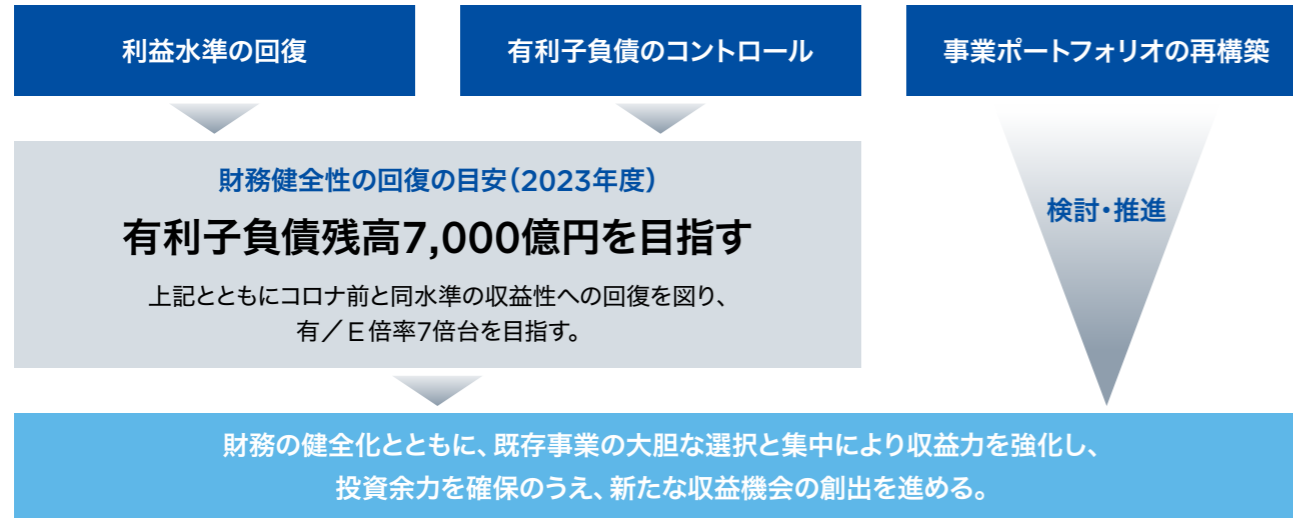 利益水準の回復
有利子負債のコントロール
事業ポートフォリオの再構築
財務健全性の回復の目安（2023年度）
有利子負債残高7,000億円を目指す
上記とともにコロナ前と同水準の収益性への回復を図り、
有／E倍率7倍台を目指す。
検討・推進
財務の健全化とともに、既存事業の大胆な選択と集中により収益力を強化し、
投資余力を確保のうえ、新たな収益機会の創出を進める。